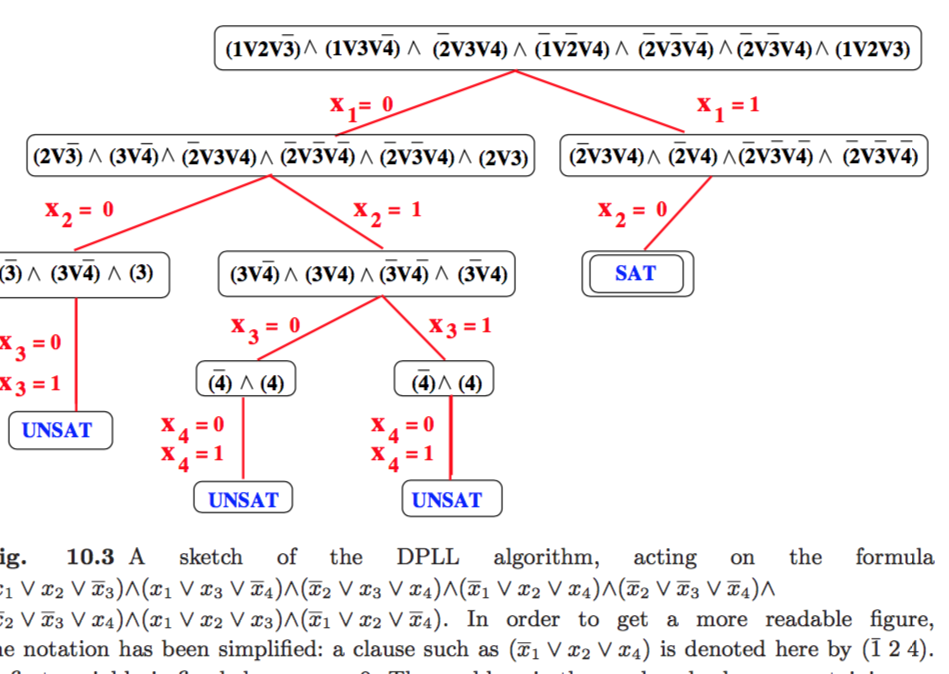 (1V2V3̅)∧ (1V3V4̅) ∧ (2̅V3V4) ∧ (1̅V2̅V4) ∧ (2̅V3̅V4̅) ∧(2̅V3̅V4)∧ (1V2V3)
x₁= 0
x₁ = 1
(2V3̅) ∧ (3V4̅)∧ (2̅V3V4)∧ (2̅V3̅V4̅) ∧ (2̅V3̅V4)∧ (2V3)
(2̅V3V4)∧ (2̅V4) ∧(2̅V3̅V4̅) ∧ (2̅V3̅V4̅)
x₂ = 0
x₂ = 1
x₂ = 0
(3̅) ∧ (3V4̅) ∧ (3)
(3V4̅) ∧ (3V4) ∧ (3̅V4̅) ∧ (3̅V4)
SAT
x₃ = 0
x₃ = 1
x₃ = 0
x₃ = 1
(4̅) ∧ (4)
(4̅)∧ (4)
UNSAT
x₄ = 0
x₄ = 1
x₄ = 0
x₄ = 1
UNSAT
UNSAT
ig. 10.3 A sketch of the DPLL algorithm, acting on the formula
x₁ ∨ x₂ ∨ x̅₃)∧(x₁ ∨ x₃ ∨ x̅₄)∧(x̅₂ ∨ x₃ ∨ x₄)∧(x̅₁ ∨ x₂ ∨ x₄)∧(x̅₂ ∨ x̅₃ ∨ x̅₄)∧
x̅₂ ∨ x̅₃ ∨ x₄)∧(x₁ ∨ x₂ ∨ x₃)∧(x̅₁ ∨ x₂ ∨ x̅₄). In order to get a more readable figure,
e notation has been simplified: a clause such as (x̅₁ ∨ x₂ ∨ x₄) is denoted here by (1̅ 2 4).